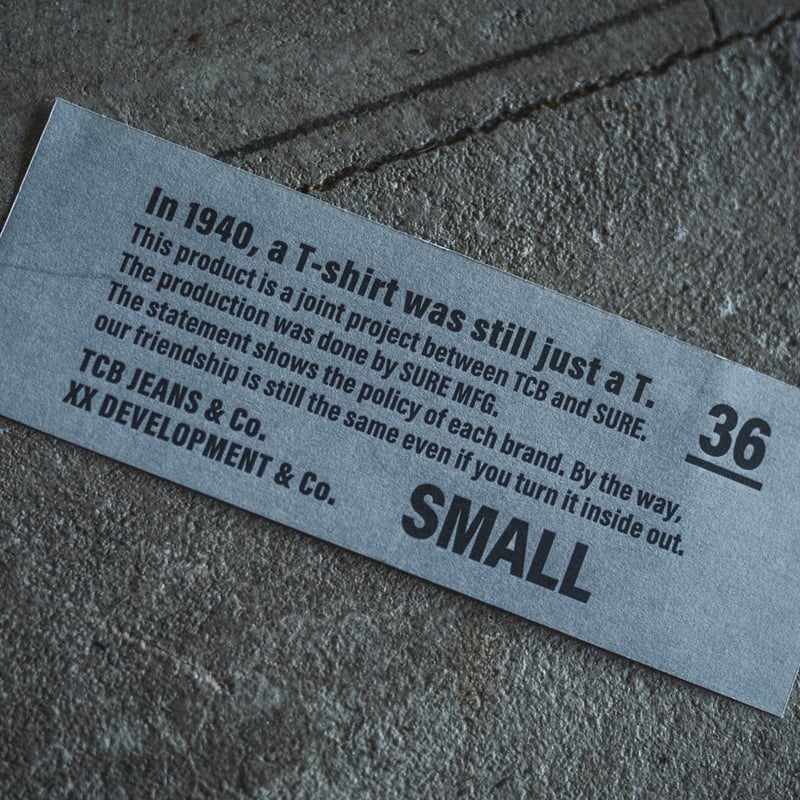 In 1940, a T-shirt was still just a T.
This product is a joint project between TCB and SURE.
The production was done by SURE MFG.
The statement shows the policy of each brand. By the way,
our friendship is still the same even if you turn it inside out.
TCB JEANS & Co.
XX DEVELOPMENT & Co.
36
SMALL